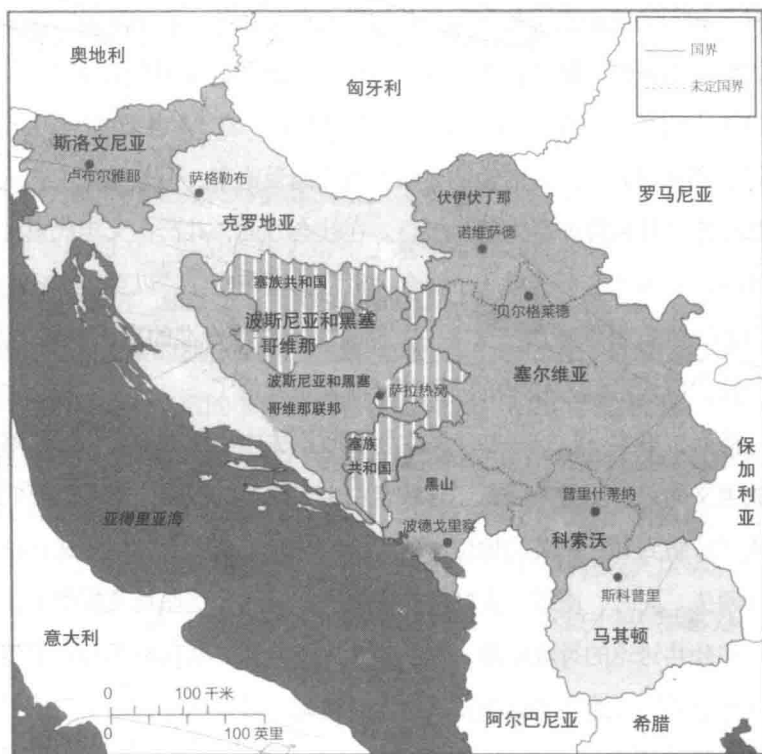 奥地利
国界
未定国界
匈牙利
斯洛文尼亚
卢布尔雅那
萨格勒布
克罗地亚
伏伊伏丁那
诺维萨德
罗马尼亚
塞族共和国
贝尔格莱德
波斯尼亚和黑塞
哥维那
塞尔维亚
波斯尼亚和黑塞
哥维那联邦
萨拉热窝
塞族
共和国
黑山
保加利亚
普里什蒂纳
亚得里亚海
波德戈里察
科索沃
斯科普里
马其顿
意大利
0 100 千米
0 100 英里
阿尔巴尼亚
希腊